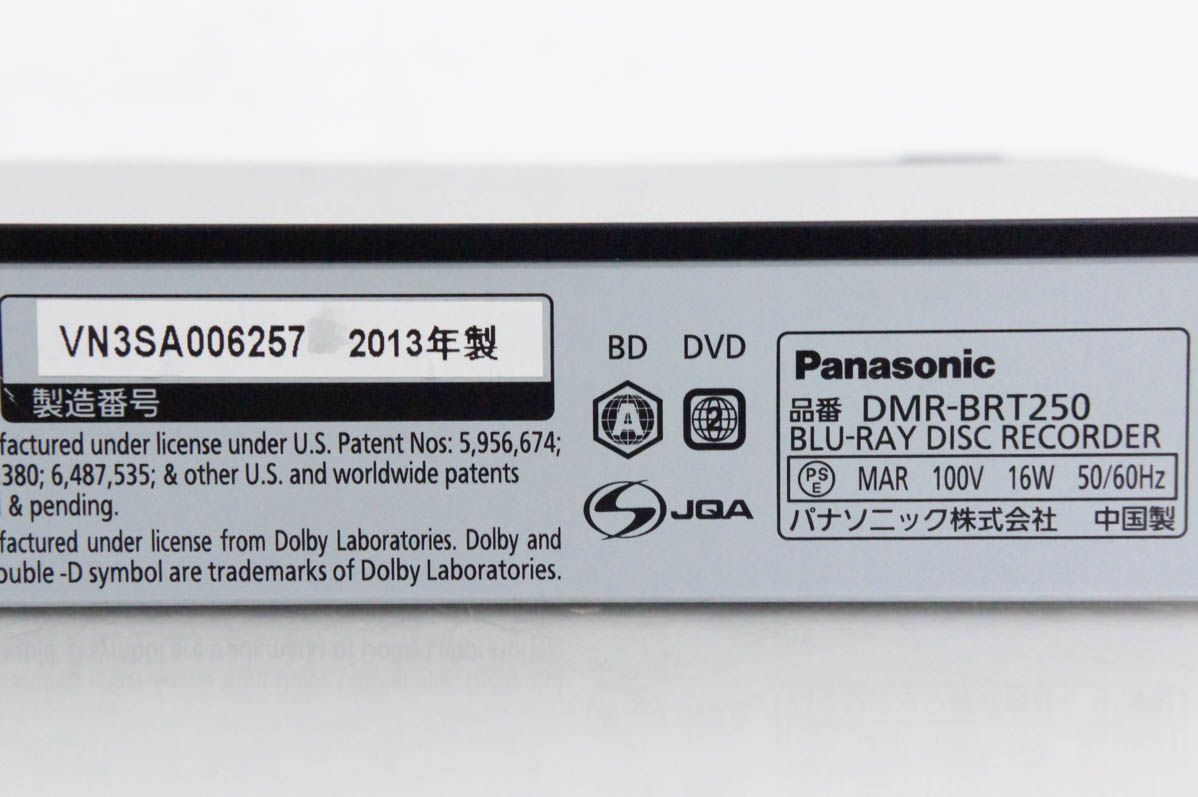 VN3SA006257 2013年製
製造番号
factured under license under U.S. Patent Nos: 5,956,674;
380; 6,487,535; & other U.S. and worldwide patents
& pending.
factured under license from Dolby Laboratories. Dolby and
ouble -D symbol are trademarks of Dolby Laboratories.
BD DVD
A 2
JQA
Panasonic
品番 DMR-BRT250
BLU-RAY DISC RECORDER
PSE MAR 100V 16W 50/60Hz
パナソニック株式会社 中国製